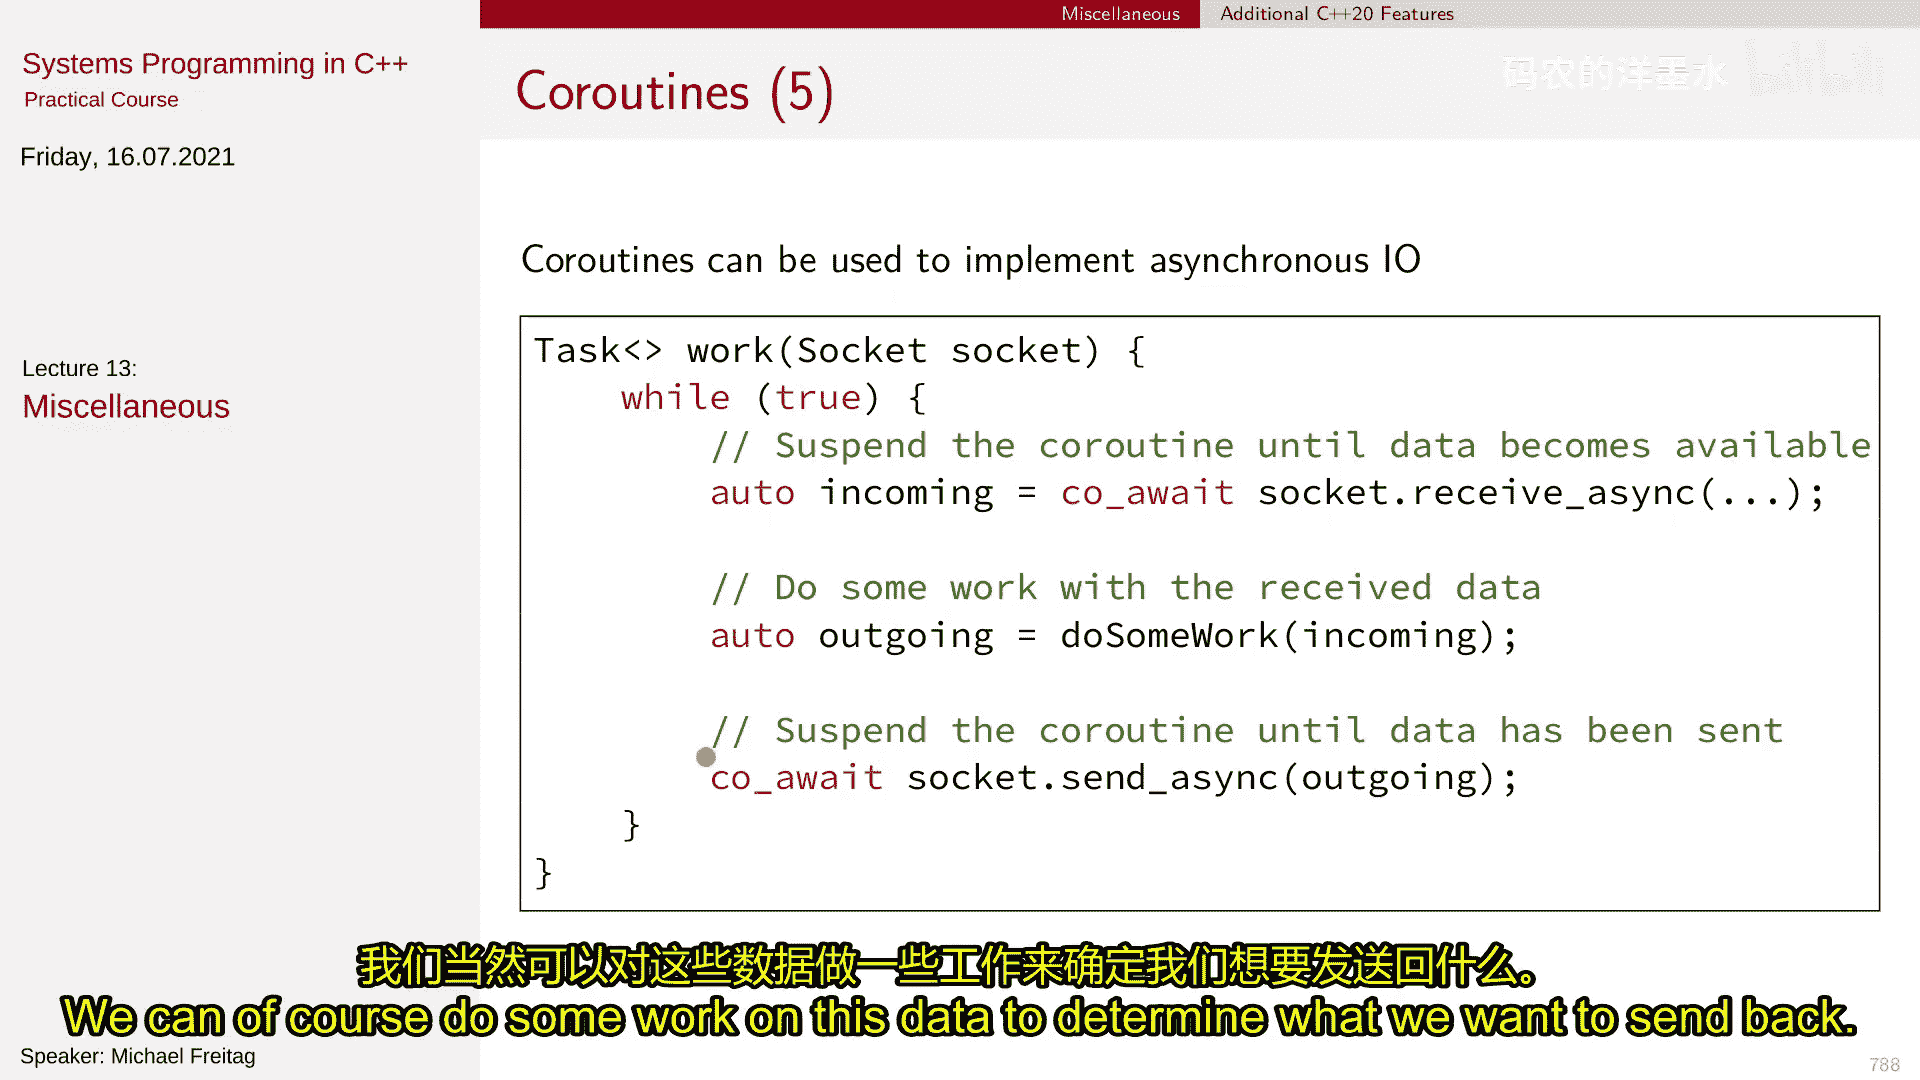 Miscellaneous Additional C++20 Features
Systems Programming in C++
Practical Course
Friday, 16.07.2021
Lecture 13:
Miscellaneous
Coroutines (5)
码农的洋墨水
Coroutines can be used to implement asynchronous IO
Task<> work(Socket socket) {
while (true) {
// Suspend the coroutine until data becomes available
auto incoming = co_await socket.receive_async(...);
// Do some work with the received data
auto outgoing = doSomeWork(incoming);
// Suspend the coroutine until data has been sent
co_await socket.send_async(outgoing);
}
}
我们当然可以对这些数据做一些工作来确定我们想要发送回什么。
We can of course do some work on this data to determine what we want to send back.
Speaker: Michael Freitag
788